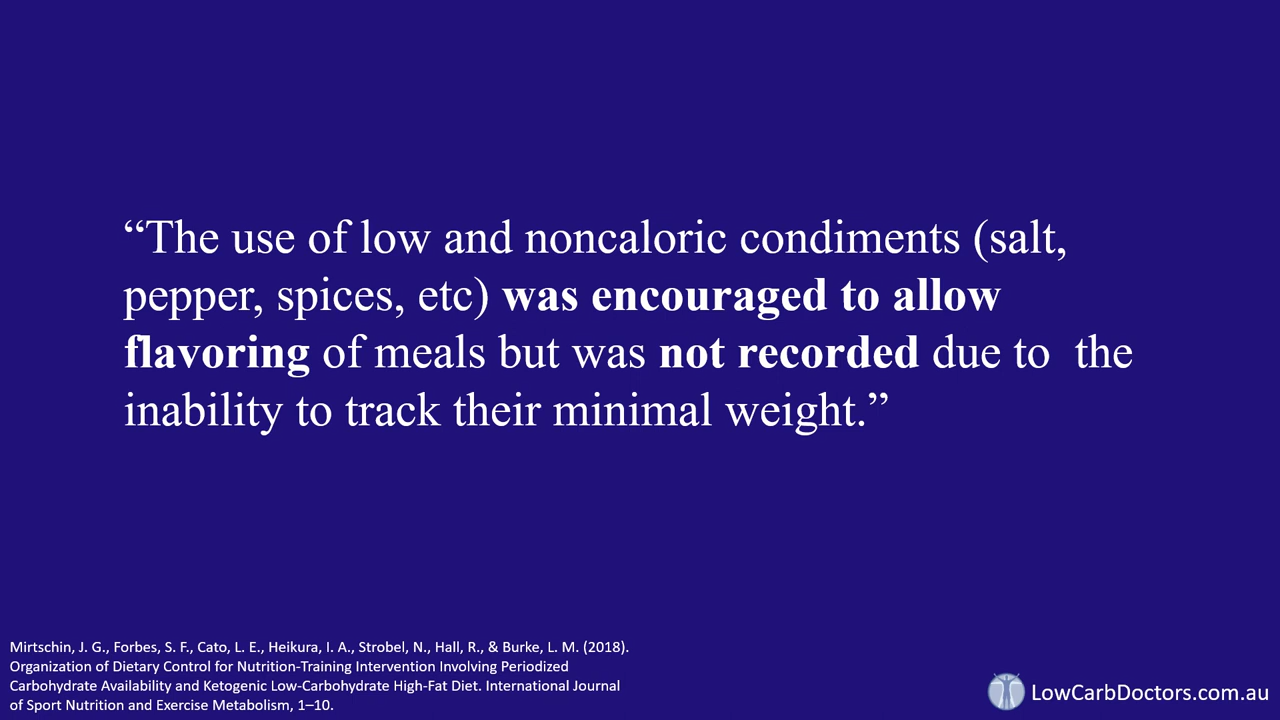 “The use of low and noncaloric condiments (salt,
pepper, spices, etc) was encouraged to allow
flavoring of meals but was not recorded due to  the
inability to track their minimal weight.”
Mirtschin, J. G., Forbes, S. F., Cato, L. E., Heikura, I. A., Strobel, N., Hall, R., & Burke, L. M. (2018).
Organization of Dietary Control for Nutrition-Training Intervention Involving Periodized
Carbohydrate Availability and Ketogenic Low-Carbohydrate High-Fat Diet. International Journal
of Sport Nutrition and Exercise Metabolism, 1–10.
LowCarbDoctors.com.au